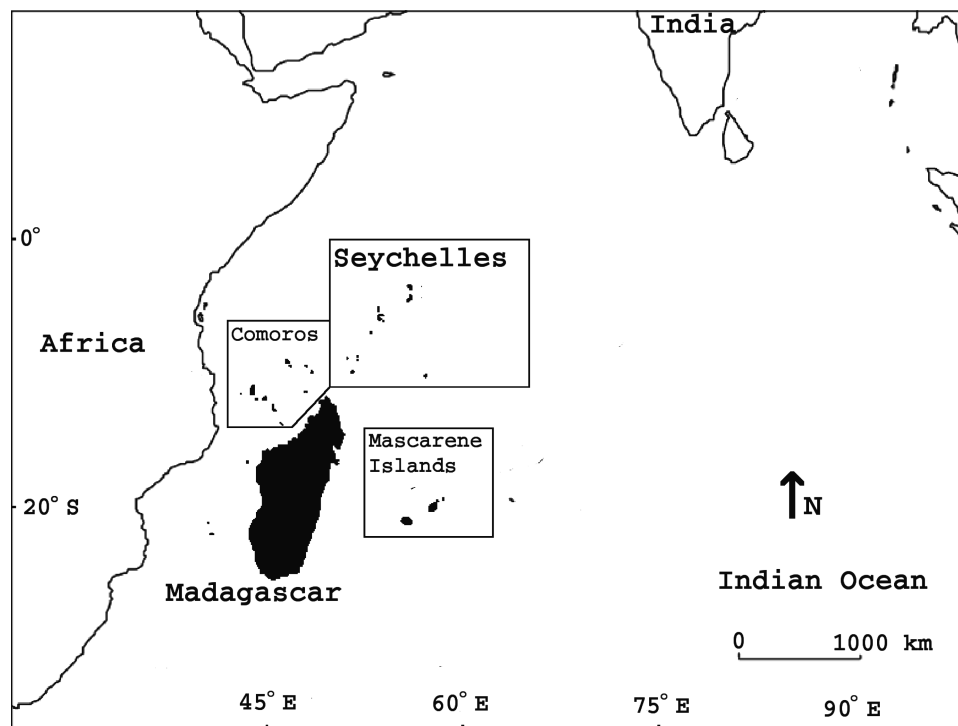 India
0°
Seychelles
Comoros
Africa
Mascarene
Islands
20° S
N
Madagascar
Indian Ocean
0 1000 km
45° E 60° E 75° E 90° E